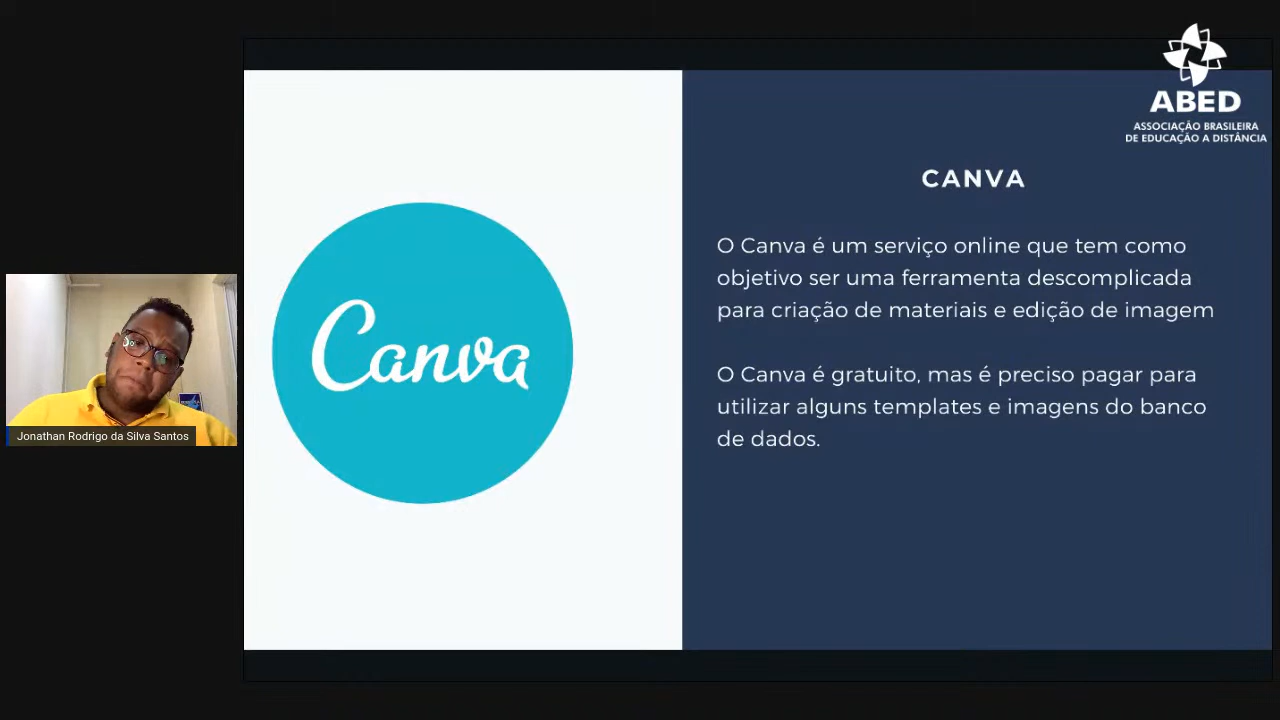 ABED
ASSOCIAÇÃO BRASILEIRA
DE EDUCAÇÃO A DISTÂNCIA
CANVA
O Canva é um serviço online que tem como
objetivo ser uma ferramenta descomplicada
para criação de materiais e edição de imagem
O Canva é gratuito, mas é preciso pagar para
utilizar alguns templates e imagens do banco
de dados.
Canva
Jonathan Rodrigo da Silva Santos